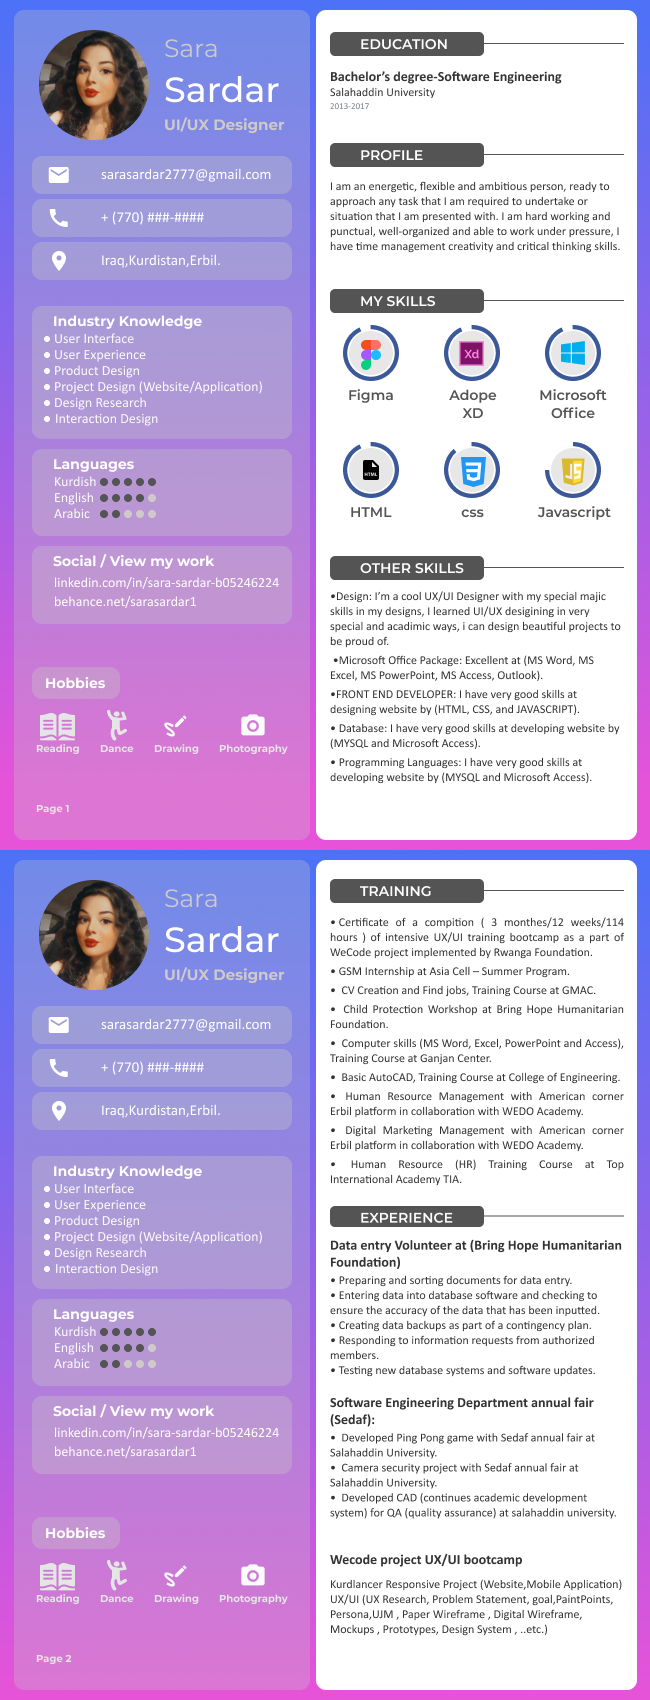 Sara
Sardar
UI/UX Designer
sarasardar2777@gmail.com
+ (770) ###-####
Iraq,Kurdistan,Erbil.
Industry Knowledge
● User Interface
● User Experience
● Product Design
● Project Design (Website/Application)
● Design Research
● Interaction Design
Languages
Kurdish
English
Arabic
Social / View my work
linkedin.com/in/sara-sardar-b05246224
behance.net/sarasardar1
Hobbies
Reading Dance Drawing Photography
Page 1
EDUCATION
Bachelor’s degree-Software Engineering
Salahaddin University
2013-2017
PROFILE
I am an energetic, flexible and ambitious person, ready to
approach any task that I am required to undertake or
situation that I am presented with. I am hard working and
punctual, well-organized and able to work under pressure, I
have time management creativity and critical thinking skills.
MY SKILLS
Xd
Figma
Adope
XD
Microsoft
Office
HTML
JS
HTML
css
Javascript
OTHER SKILLS
•Design: I’m a cool UX/UI Designer with my special majic
skills in my designs, I learned UI/UX desigining in very
special and acadimic ways, i can design beautiful projects to
be proud of.
•Microsoft Office Package: Excellent at (MS Word, MS
Excel, MS PowerPoint, MS Access, Outlook).
•FRONT END DEVELOPER: I have very good skills at
designing website by (HTML, CSS, and JAVASCRIPT).
• Database: I have very good skills at developing website by
(MYSQL and Microsoft Access).
• Programming Languages: I have very good skills at
developing website by (MYSQL and Microsoft Access).
Sara
Sardar
UI/UX Designer
sarasardar2777@gmail.com
+ (770) ###-####
Iraq,Kurdistan,Erbil.
Industry Knowledge
● User Interface
● User Experience
● Product Design
● Project Design (Website/Application)
● Design Research
● Interaction Design
Languages
Kurdish
English
Arabic
Social / View my work
linkedin.com/in/sara-sardar-b05246224
behance.net/sarasardar1
Hobbies
Reading Dance Drawing Photography
Page 2
TRAINING
• Certificate of a compition ( 3 monthes/12 weeks/114
hours ) of intensive UX/UI training bootcamp as a part of
WeCode project implemented by Rwanga Foundation.
• GSM Internship at Asia Cell – Summer Program.
• CV Creation and Find jobs, Training Course at GMAC.
• Child Protection Workshop at Bring Hope Humanitarian
Foundation.
• Computer skills (MS Word, Excel, PowerPoint and Access),
Training Course at Ganjan Center.
• Basic AutoCAD, Training Course at College of Engineering.
• Human Resource Management with American corner
Erbil platform in collaboration with WEDO Academy.
• Digital Marketing Management with American corner
Erbil platform in collaboration with WEDO Academy.
• Human Resource (HR) Training Course at Top
International Academy TIA.
EXPERIENCE
Data entry Volunteer at (Bring Hope Humanitarian
Foundation)
• Preparing and sorting documents for data entry.
• Entering data into database software and checking to
ensure the accuracy of the data that has been inputted.
• Creating data backups as part of a contingency plan.
• Responding to information requests from authorized
members.
• Testing new database systems and software updates.
Software Engineering Department annual fair
(Sedaf):
• Developed Ping Pong game with Sedaf annual fair at
Salahaddin University.
• Camera security project with Sedaf annual fair at
Salahaddin University.
• Developed CAD (continues academic development
system) for QA (quality assurance) at salahaddin university.
Wecode project UX/UI bootcamp
Kurdlancer Responsive Project (Website,Mobile Application)
UX/UI (UX Research, Problem Statement, goal,PaintPoints,
Persona,UJM , Paper Wireframe , Digital Wireframe,
Mockups , Prototypes, Design System , ..etc.)